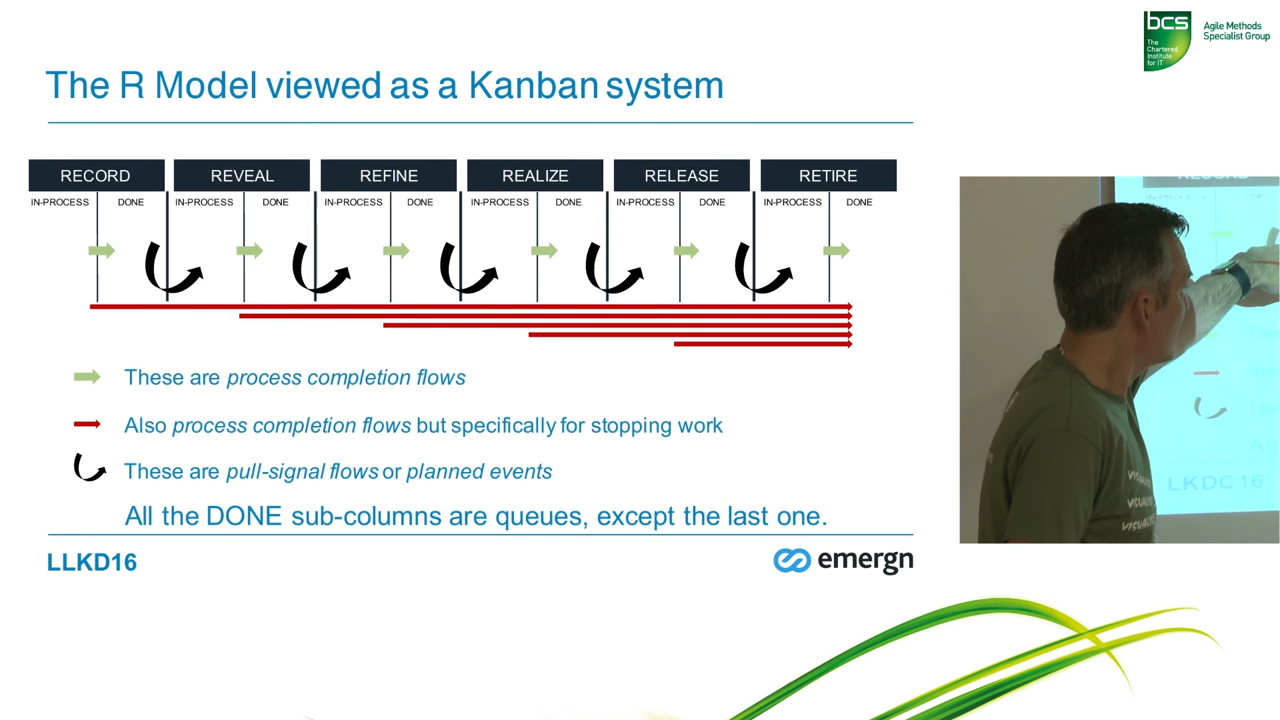 bcs
The
Chartered
Institute
for IT
Agile Methods
Specialist Group
The R Model viewed as a Kanban system
RECORD REVEAL REFINE REALIZE RELEASE RETIRE
IN-PROCESS DONE IN-PROCESS DONE IN-PROCESS DONE IN-PROCESS DONE IN-PROCESS DONE IN-PROCESS DONE
These are process completion flows
Also process completion flows but specifically for stopping work
These are pull-signal flows or planned events
All the DONE sub-columns are queues, except the last one.
LLKD16
emergn
LKDC16